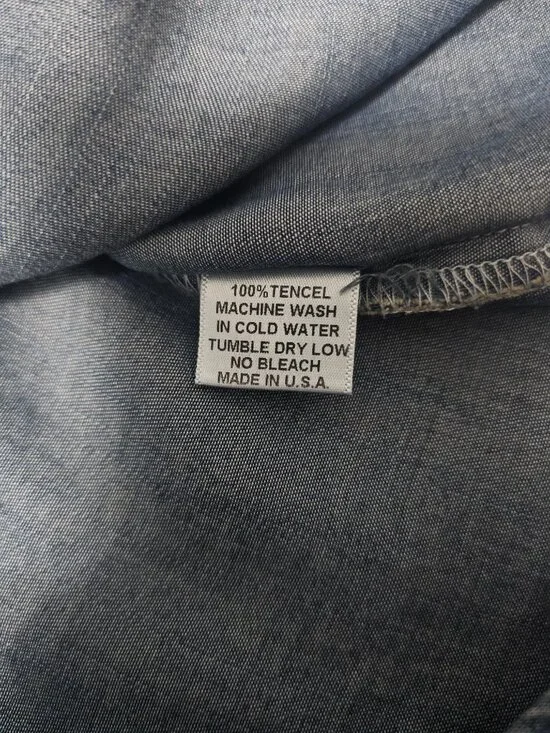 100% TENCEL
MACHINE WASH
IN COLD WATER
TUMBLE DRY LOW
NO BLEACH
MADE IN U.S.A.